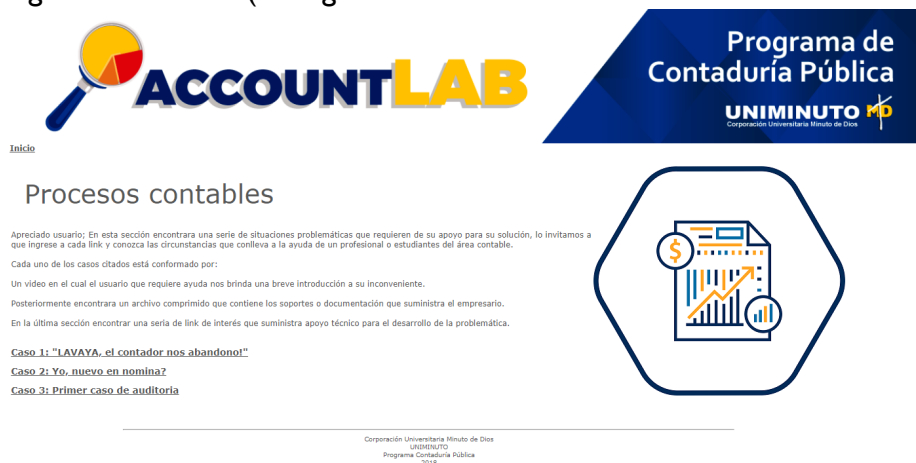 ACCOUNTLAB
Programa de
Contaduría Pública
UNIMINUTO MD
Corporación Universitaria Minuto de Dios
Inicio
Procesos contables
Apreciado usuario; En esta sección encontrara una serie de situaciones problemáticas que requieren de su apoyo para su solución, lo invitamos a
que ingrese a cada link y conozca las circunstancias que conlleva a la ayuda de un profesional o estudiantes del área contable.
Cada uno de los casos citados está conformado por:
Un video en el cual el usuario que requiere ayuda nos brinda una breve introducción a su inconveniente.
Posteriormente encontrara un archivo comprimido que contiene los soportes o documentación que suministra el empresario.
En la última sección encontrar una seria de link de interés que suministra apoyo técnico para el desarrollo de la problemática.
$
Caso 1: "LAVAYA, el contador nos abandono!"
Caso 2: Yo, nuevo en nomina?
Caso 3: Primer caso de auditoria
Corporación Universitaria Minuto de Dios
UNIMINUTO
Programa Contaduría Pública
2018